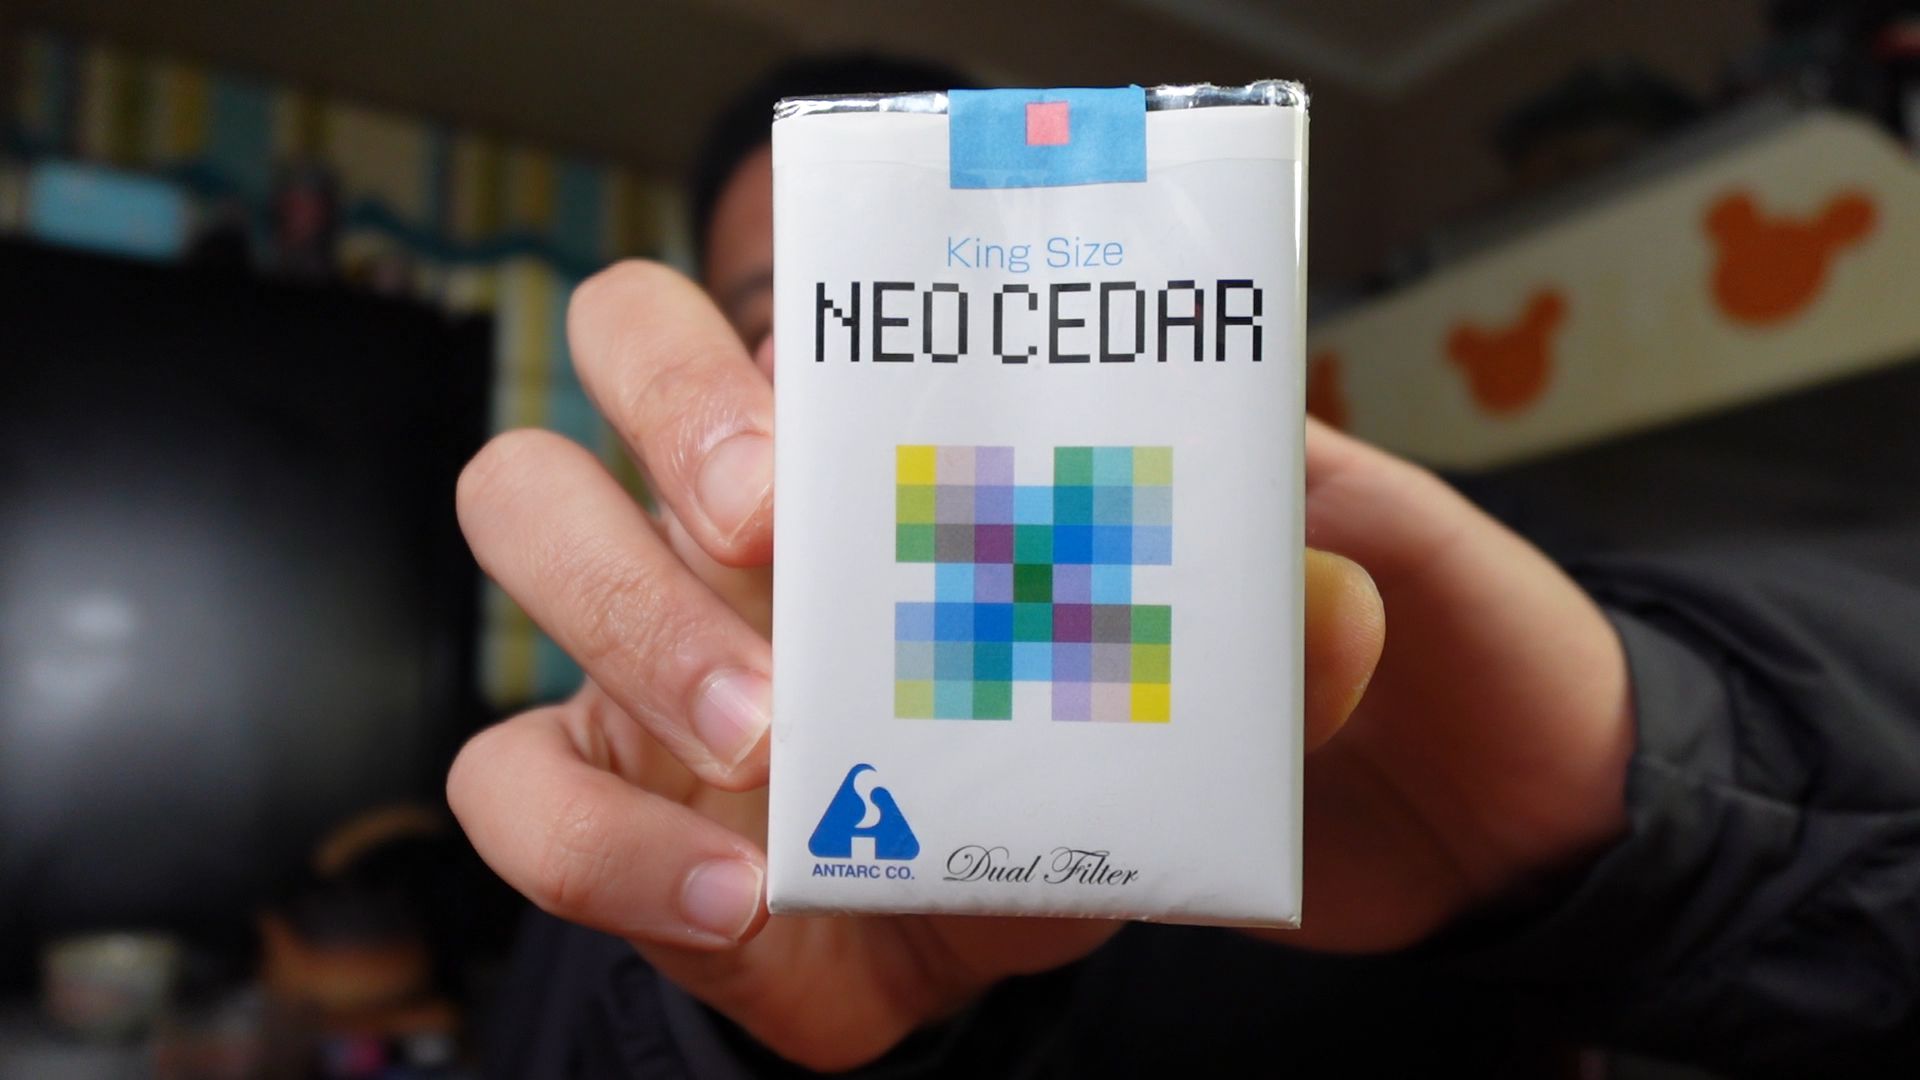 King Size
NEO CEDAR
ANTARC CO.
Dual Filter